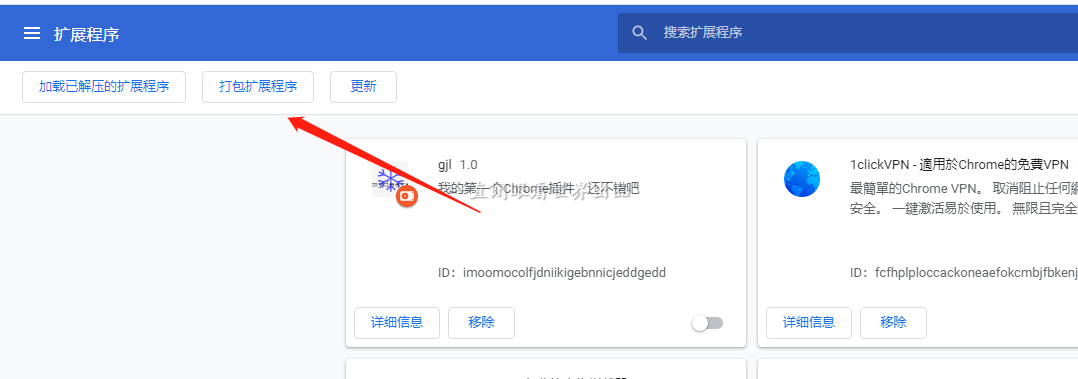 扩展程序
搜索扩展程序
加载已解压的扩展程序
打包扩展程序
更新
gjl 1.0
我的第一个Chrome插件，还不错吧
ID：imoomocolfjdniikigebnnicjeddgedd
详细信息
移除
1clickVPN - 適用於Chrome的免費VPN
最簡單的Chrome VPN。 取消阻止任何
安全。 一鍵激活易於使用。 無限且完全
ID：fcfhplploccackoneaefokcmbjfbkenj
详细信息
移除